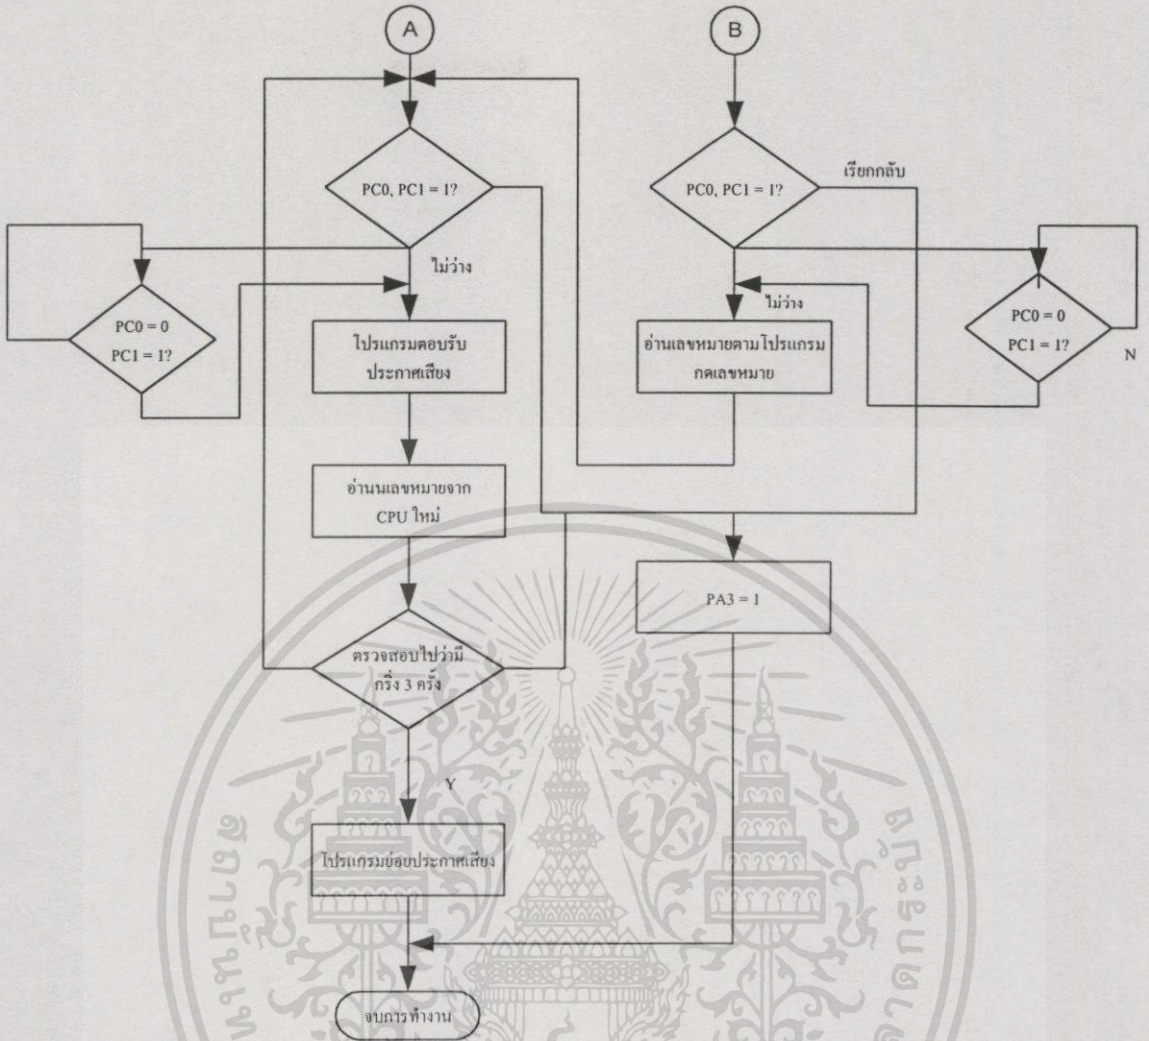 A
B
PC0, PC1 = 1?
PC0, PC1 = 1?
เรียกกลับ
ไม่ว่าง
ไม่ว่าง
PC0 = 0
PC1 = 1?
PC0 = 0
PC1 = 1?
N
โปรแกรมตอบรับ
ประกาศเสียง
อ่านเลขหมายตามโปรแกรม
กดเลขหมาย
อ่านนเลขหมายจาก
CPU ใหม่
PA3 = 1
ตรวจสอบไปว่ามี
กริ่ง 3 ครั้ง
Y
โปรแกรมย่อยประกาศเสียง
จบการทำงาน